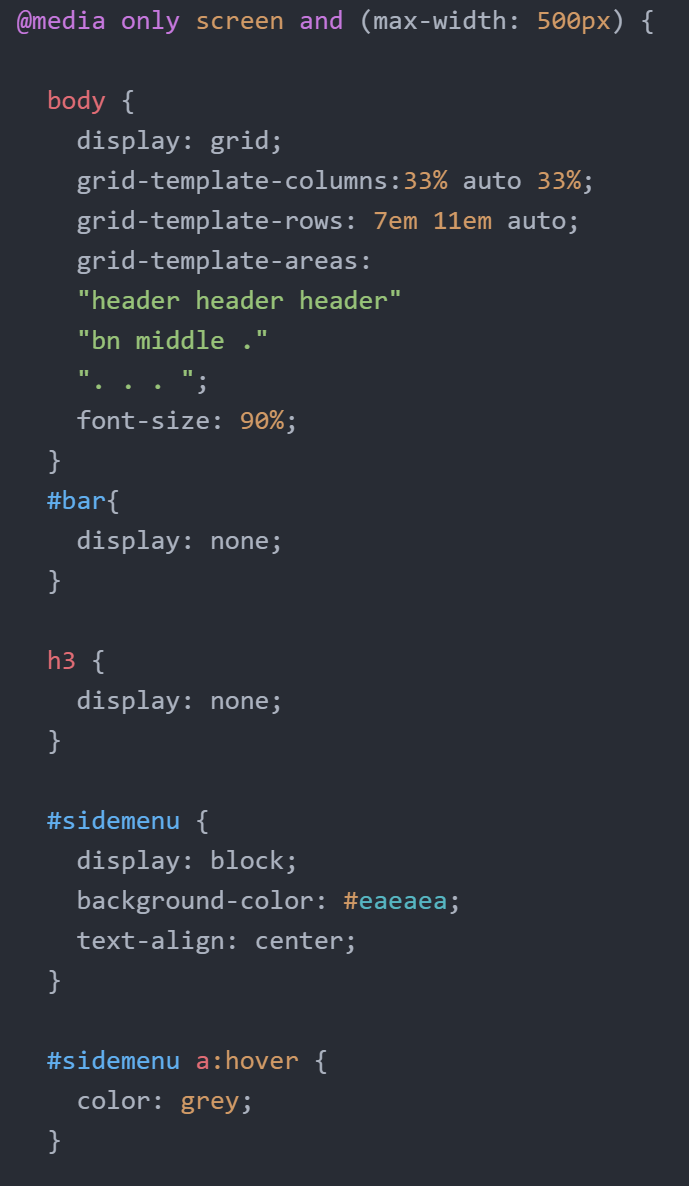 @media only screen and (max-width: 500px) {
body {
display: grid;
grid-template-columns:33% auto 33%;
grid-template-rows: 7em 11em auto;
grid-template-areas:
"header header header"
"bn middle ."
". . . ";
font-size: 90%;
}
#bar{
display: none;
}
h3 {
display: none;
}
#sidemenu {
display: block;
background-color: #eaeaea;
text-align: center;
}
#sidemenu a:hover {
color: grey;
}